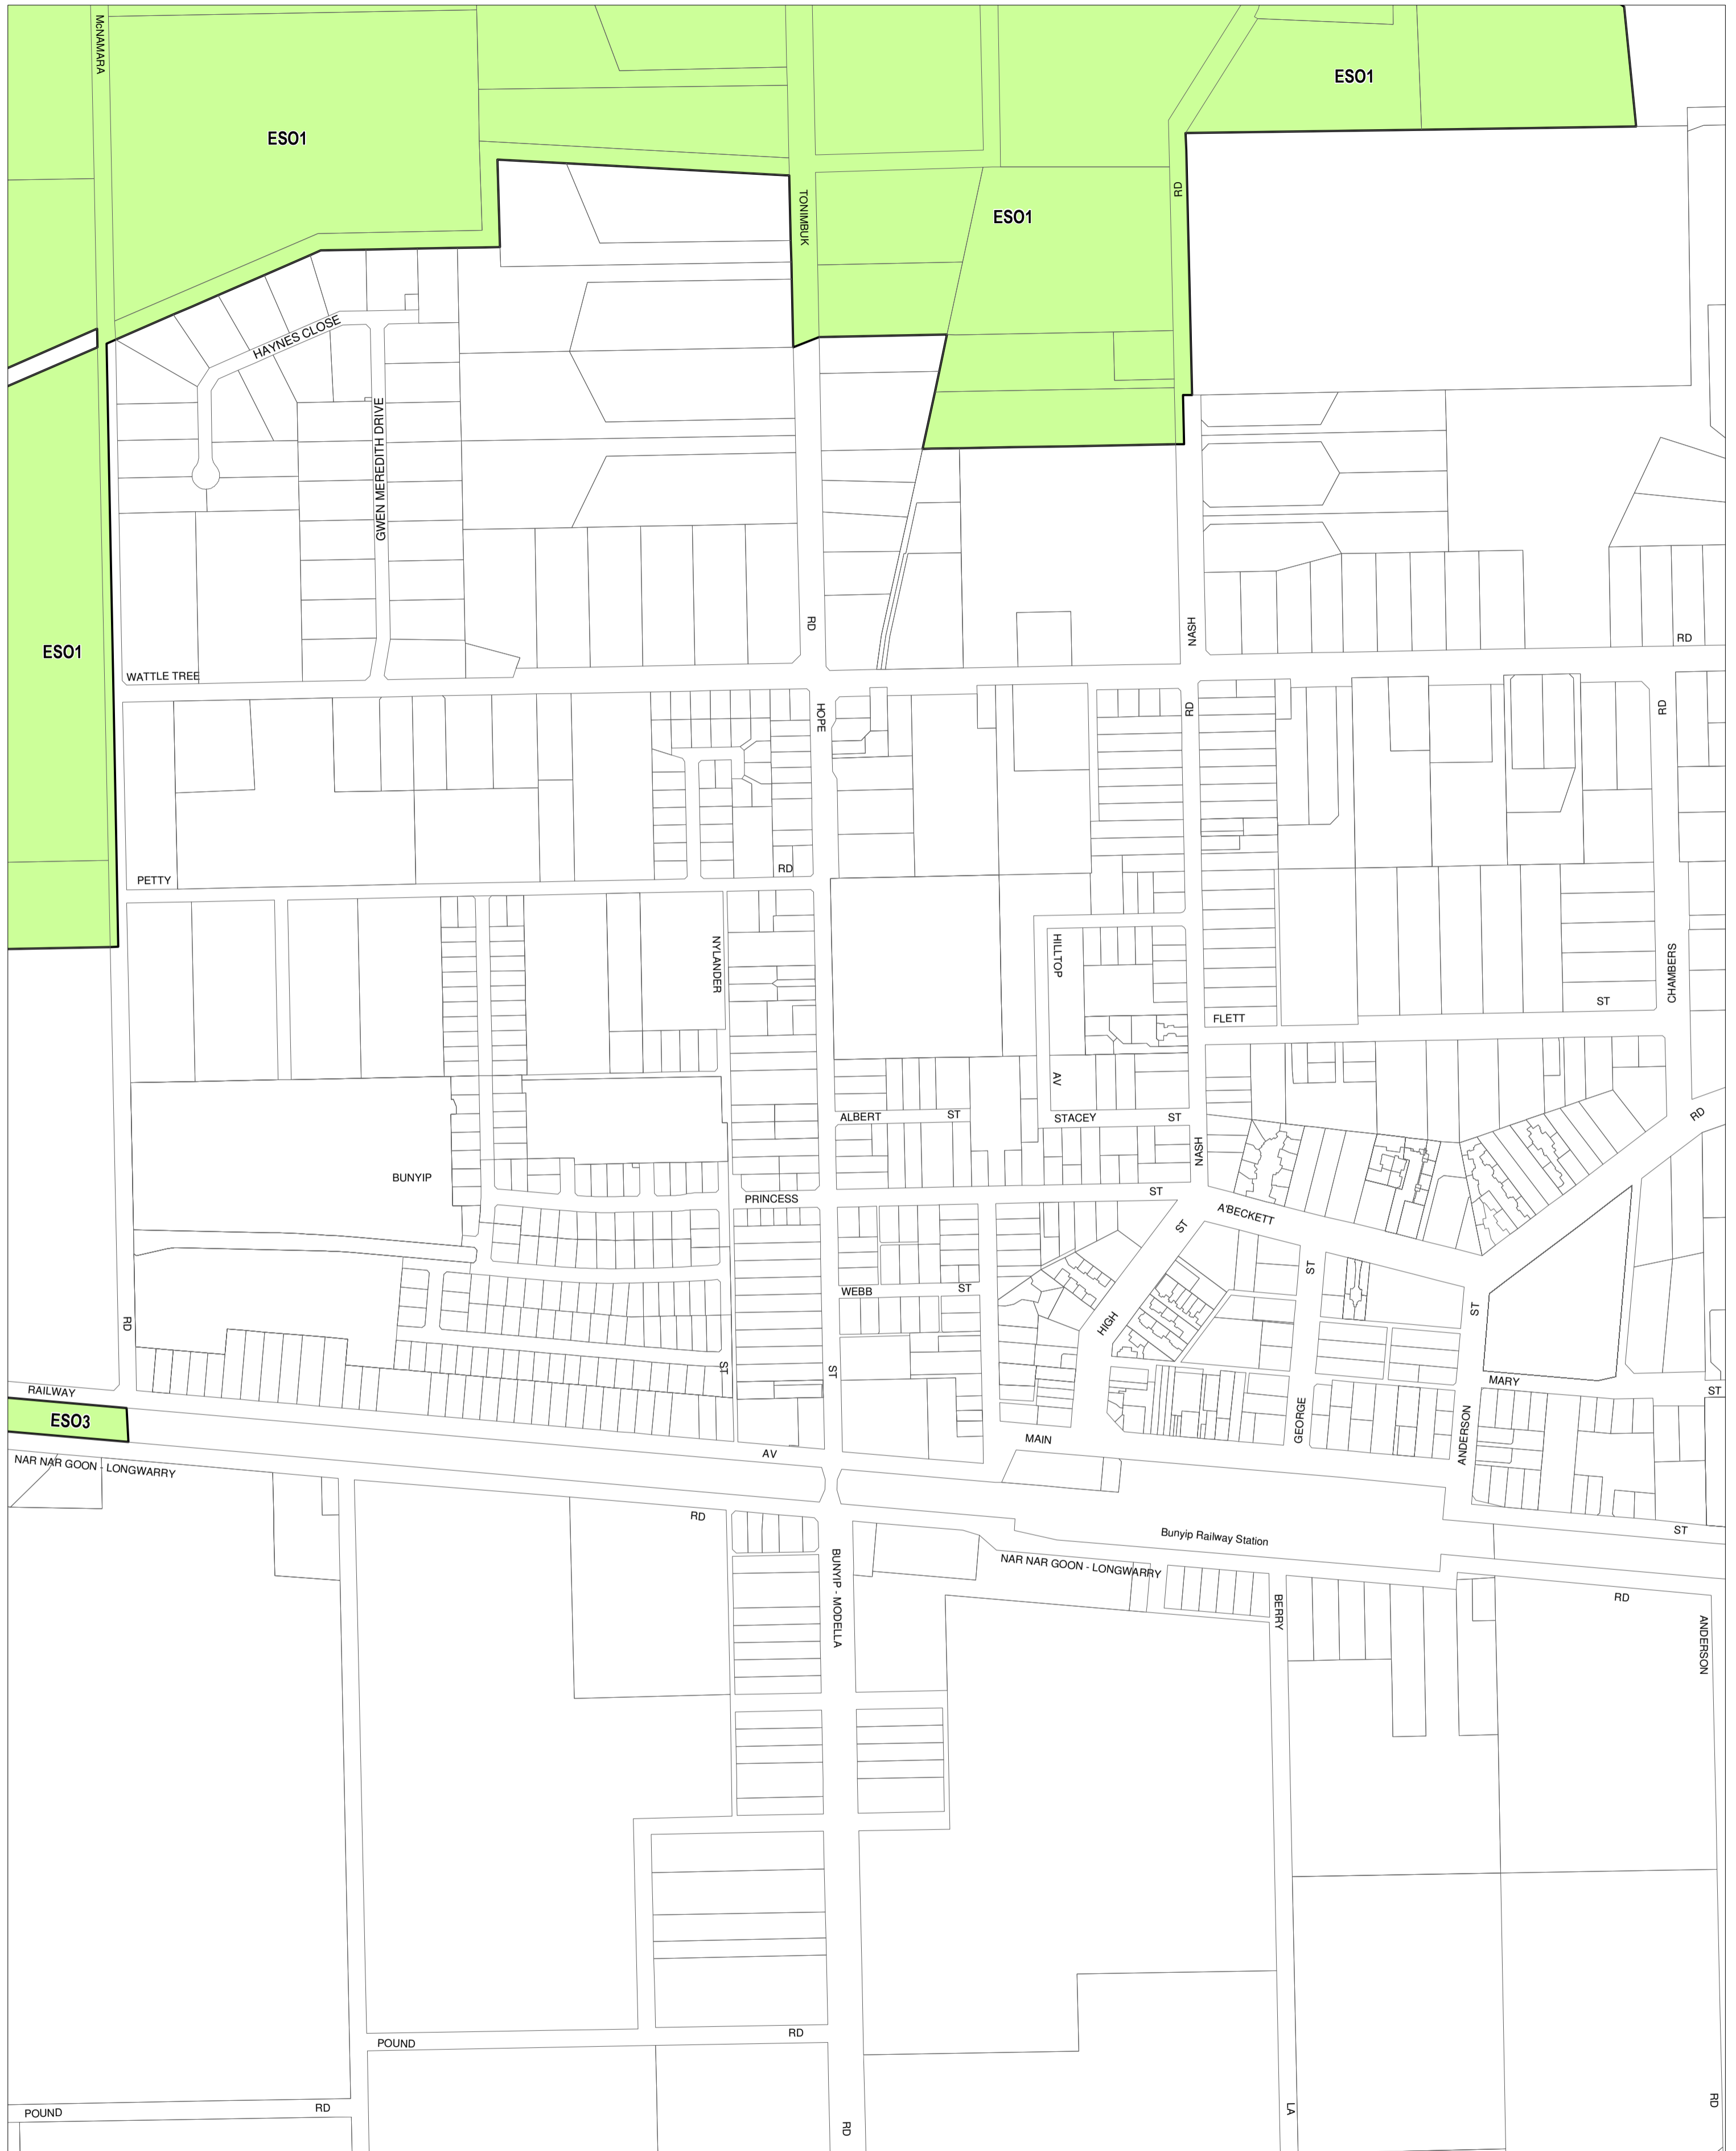 McNAMARA
ESO1
ESO1
RD
ESO1
TONIMBUK
HAYNES CLOSE
GWEN MEREDITH DRIVE
RD
NASH
RD
ESO1
WATTLE TREE
HOPE
RD
RD
PETTY
RD
NYLANDER
HILLTOP
CHAMBERS
ST
FLETT
AV
ALBERT
ST
STACEY
ST
RD
NASH
BUNYIP
PRINCESS
ST
A'BECKETT
ST
ST
WEBB
ST
ST
HIGH
RD
ST
ST
MARY
ST
RAILWAY
ESO3
GEORGE
ANDERSON
MAIN
AV
NAR NAR GOON - LONGWARRY
RD
Bunyip Railway Station
ST
BUNYIP - MODELLA
NAR NAR GOON - LONGWARRY
BERRY
RD
ANDERSON
POUND
RD
POUND
RD
RD
LA
RD